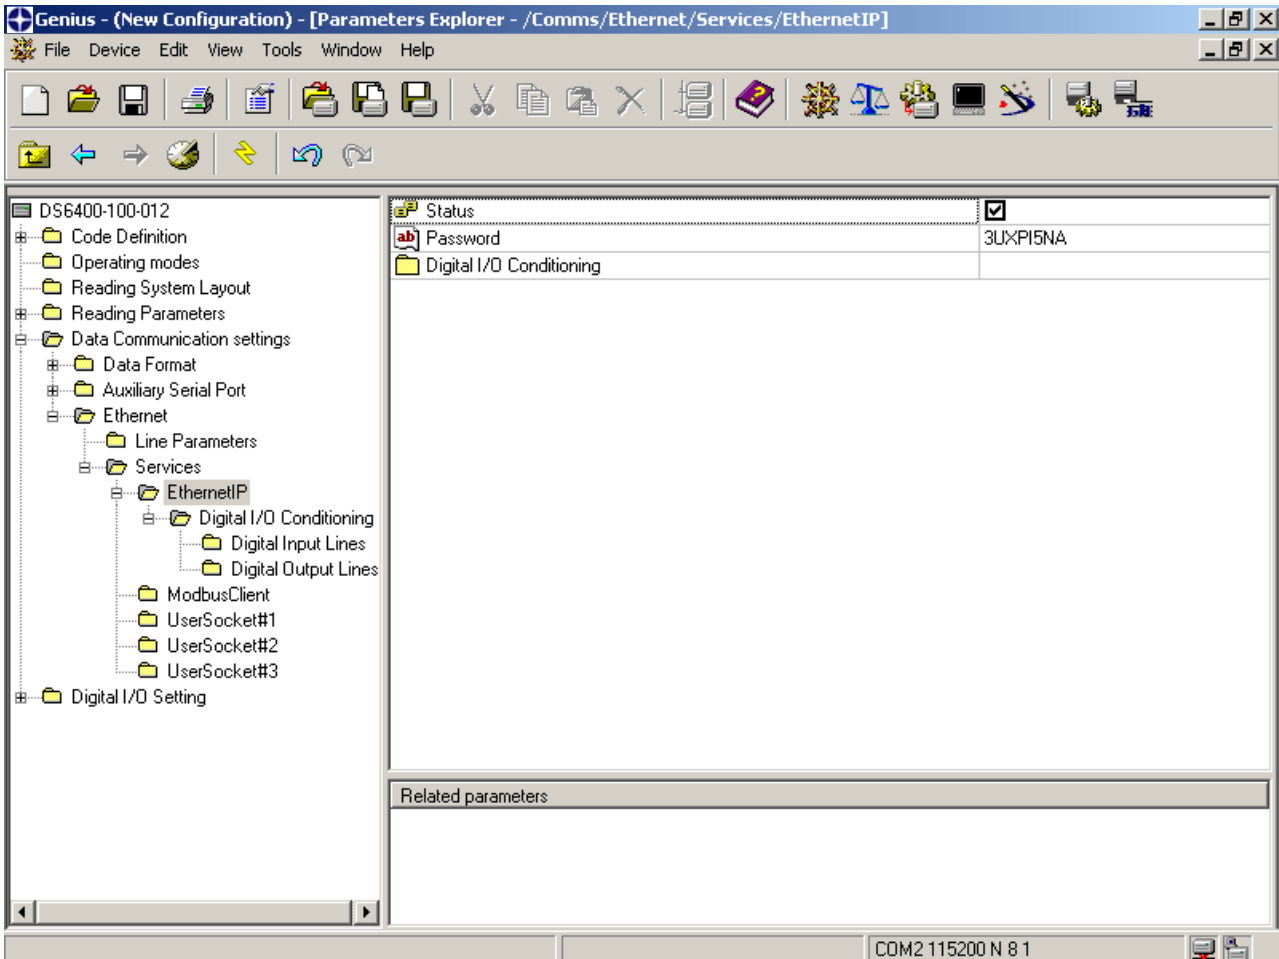 Genius - (New Configuration) - [Parameters Explorer - /Comms/Ethernet/Services/EthernetIP]
File Device Edit View Tools Window Help
DS6400-100-012
Code Definition
Operating modes
Reading System Layout
Reading Parameters
Data Communication settings
Data Format
Auxiliary Serial Port
Ethernet
Line Parameters
Services
EthernetIP
Digital I/O Conditioning
Digital Input Lines
Digital Output Lines
ModbusClient
UserSocket#1
UserSocket#2
UserSocket#3
Digital I/O Setting
Status
ab Password 3UXPI5NA
Digital I/O Conditioning
Related parameters
COM2 115200 N 8 1